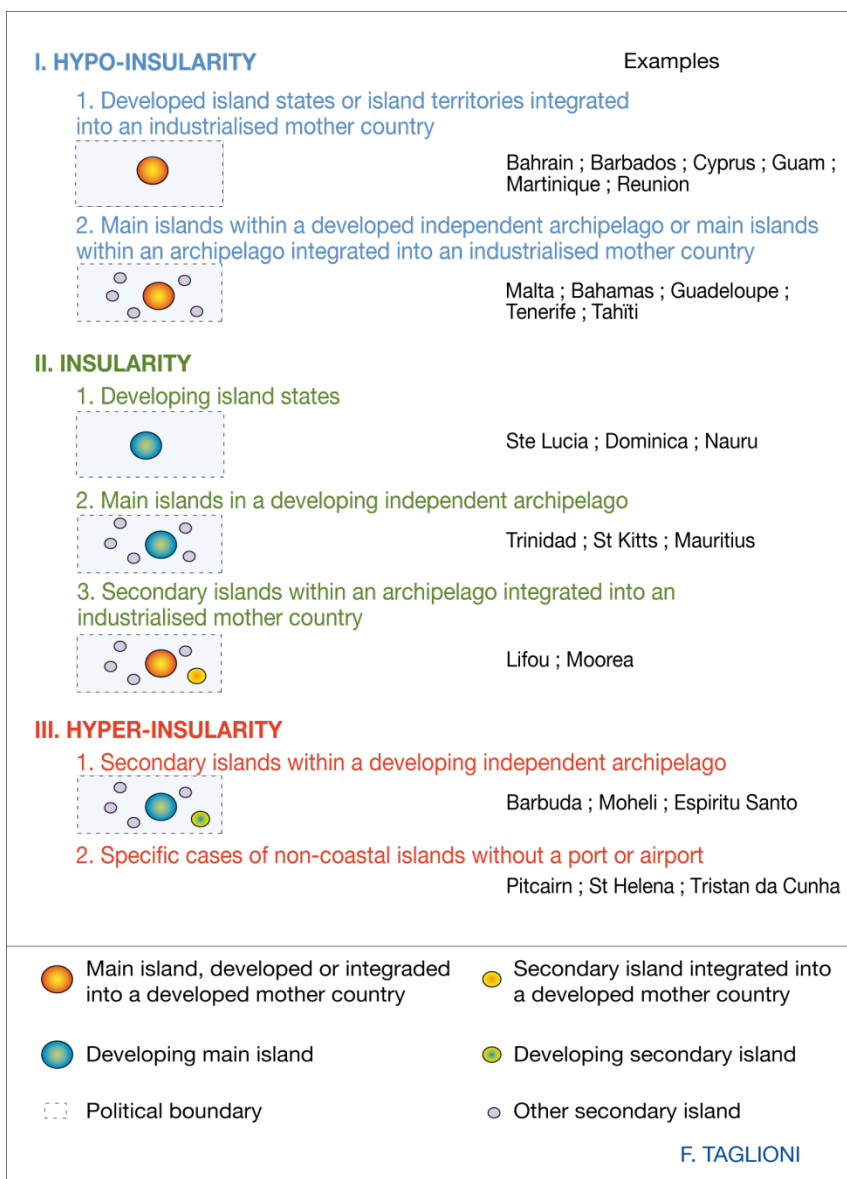 I. HYPO-INSULARITY
Examples
1. Developed island states or island territories integrated
into an industrialised mother country
Bahrain ; Barbados ; Cyprus ; Guam ;
Martinique ; Reunion
2. Main islands within a developed independent archipelago or main islands
within an archipelago integrated into an industrialised mother country
Malta ; Bahamas ; Guadeloupe ;
Tenerife ; Tahïti
II. INSULARITY
1. Developing island states
Ste Lucia ; Dominica ; Nauru
2. Main islands in a developing independent archipelago
Trinidad ; St Kitts ; Mauritius
3. Secondary islands within an archipelago integrated into an
industrialised mother country
Lifou ; Moorea
III. HYPER-INSULARITY
1. Secondary islands within a developing independent archipelago
Barbuda ; Moheli ; Espiritu Santo
2. Specific cases of non-coastal islands without a port or airport
Pitcairn ; St Helena ; Tristan da Cunha
Main island, developed or integraded
into a developed mother country
Secondary island integrated into
a developed mother country
Developing main island
Developing secondary island
Political boundary
Other secondary island
F. TAGLIONI